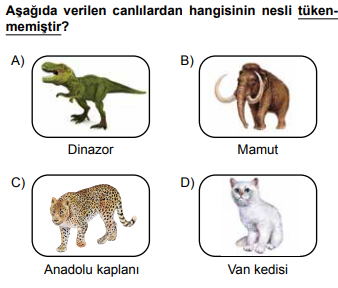 Aşağıda verilen canlılardan hangisinin nesli tüken-
memiştir?
A)
B)
Dinazor
Mamut
C)
D)
Anadolu kaplanı
Van kedisi